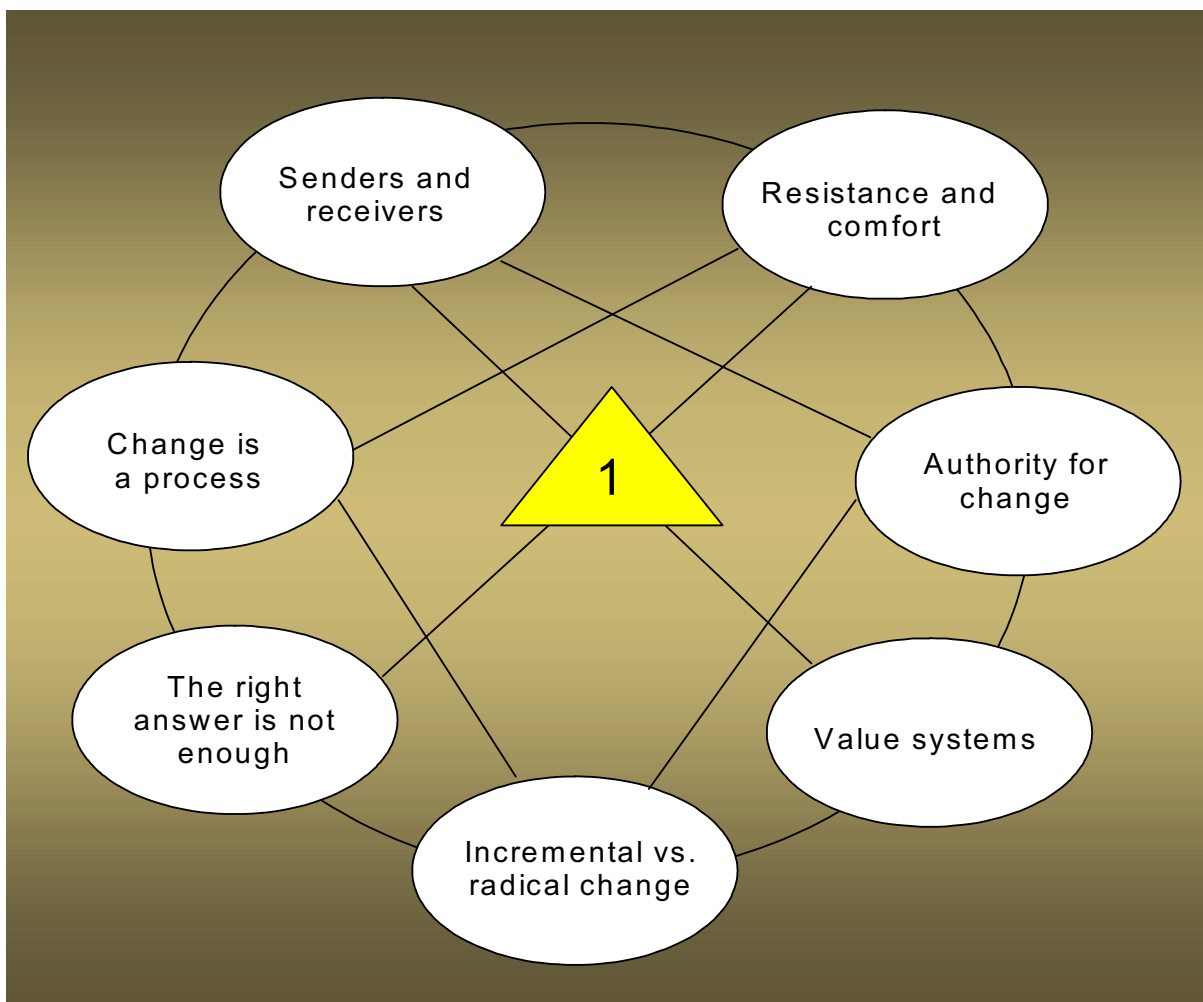 Senders and
receivers
Resistance and
comfort
Change is
a process
1
Authority for
change
The right
answer is not
enough
Value systems
Incremental vs.
radical change